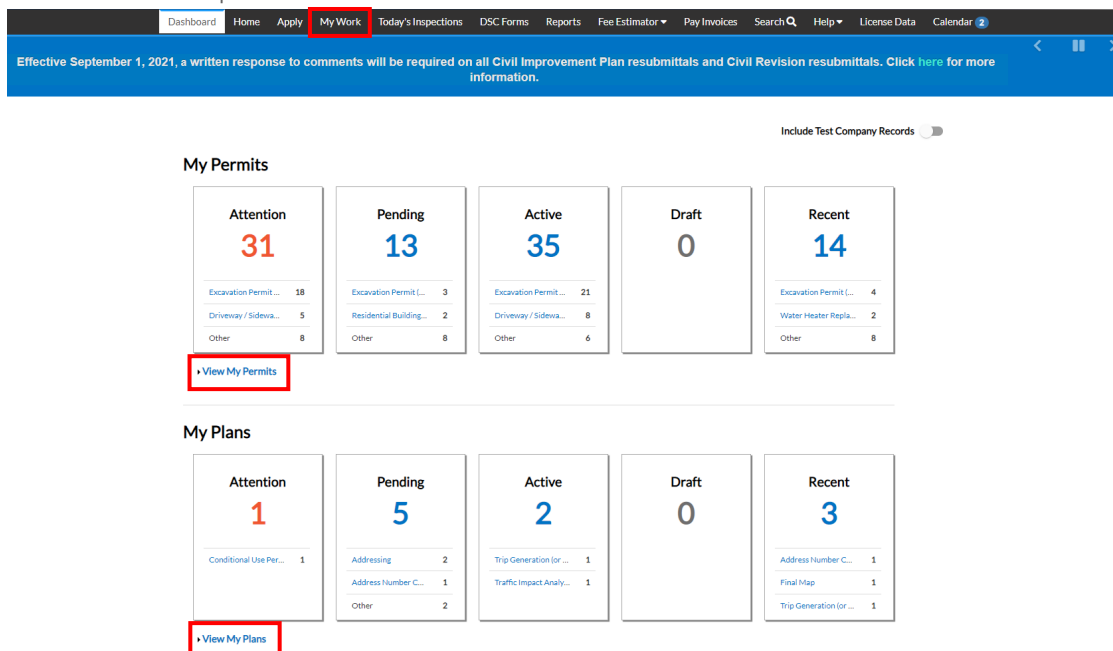 Dashboard Home Apply My Work Today's Inspections DSC Forms Reports Fee Estimator Pay Invoices Search Help License Data Calendar 2
Effective September 1, 2021, a written response to comments will be required on all Civil Improvement Plan resubmittals and Civil Revision resubmittals. Click here for more
information.
Include Test Company Records
My Permits
Attention Pending Active Draft Recent
31 13 35 0 14
Excavation Permit ... 18 Excavation Permit (... 3 Excavation Permit ... 21 Excavation Permit (... 4
Driveway / Sidewa... 5 Residential Building... 2 Driveway / Sidewa... 8 Water Heater Repla... 2
Other 8 Other 8 Other 6 Other 8
View My Permits
My Plans
Attention Pending Active Draft Recent
1 5 2 0 3
Conditional Use Per... 1 Addressing 2 Trip Generation (or ... 1 Address Number C... 1
Address Number C... 1 Traffic Impact Analy... 1 Final Map 1
Other 2 Trip Generation (or ... 1
View My Plans